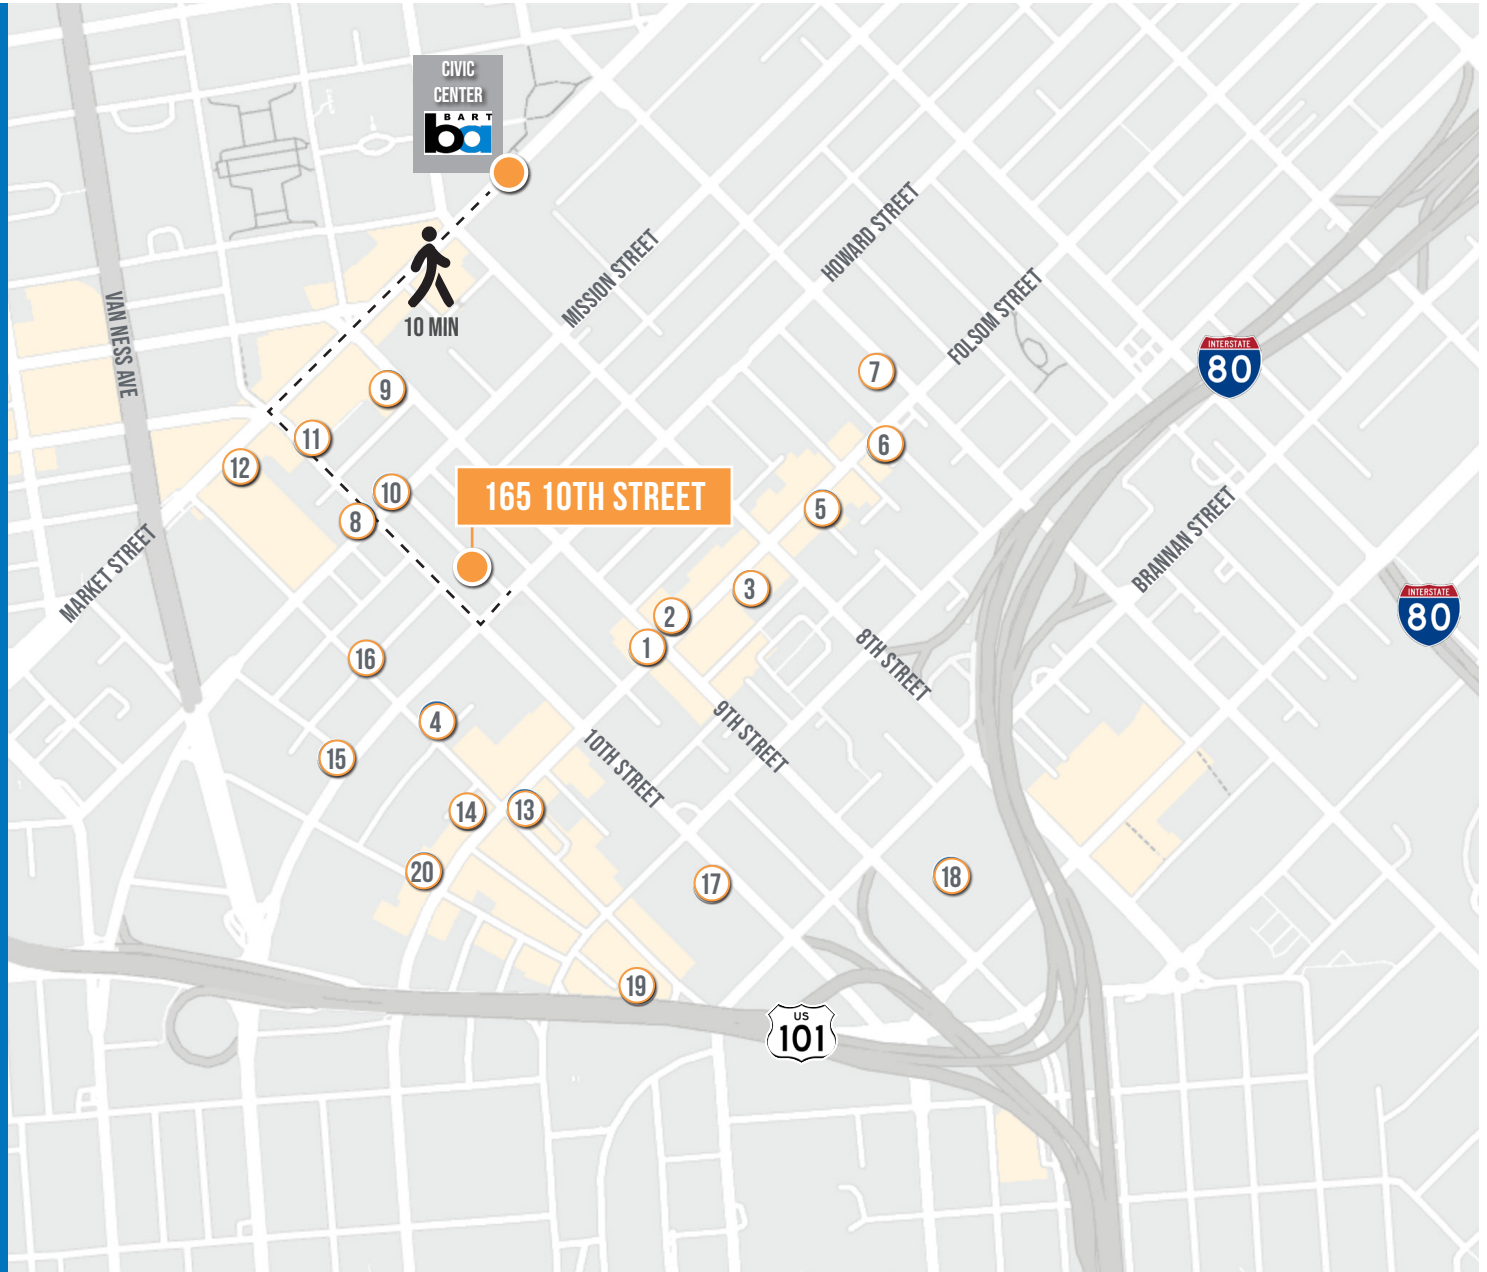 CIVIC
CENTER
BART
ba
10 MIN
VAN NESS AVE
MISSION STREET
HOWARD STREET
FOLSOM STREET
INTERSTATE
80
7
9
6
11
12
10
165 10TH STREET
8
5
BRANNAN STREET
MARKET STREET
3
2
1
INTERSTATE
80
16
8TH STREET
4
9TH STREET
15
10TH STREET
14
13
20
17
18
19
US
101